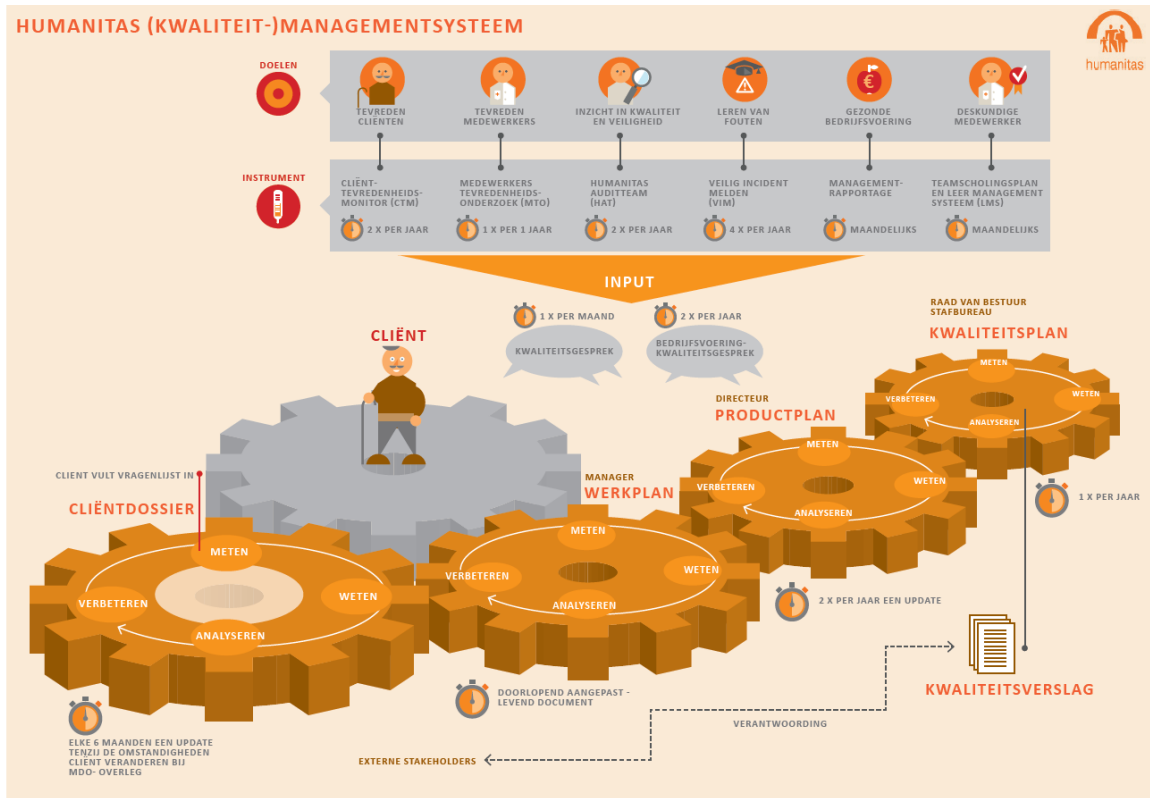 HUMANITAS (KWALITEIT-)MANAGEMENTSYSTEEM
humanitas
DOELEN
TEVREDEN
CLIËNTEN
TEVREDEN
MEDEWERKERS
INZICHT IN KWALITEIT
EN VEILIGHEID
LEREN VAN
FOUTEN
€
GEZONDE
BEDRIJFSVOERING
DESKUNDIGE
MEDEWERKER
INSTRUMENT
CLIËNT-
TEVREDENHEIDS-
MONITOR (CTM)
2 X PER JAAR
MEDEWERKERS
TEVREDENHEIDS-
ONDERZOEK (MTO)
1 X PER 1 JAAR
HUMANITAS
AUDITTEAM
(HAT)
2 X PER JAAR
VEILIG INCIDENT
MELDEN
(VIM)
4 X PER JAAR
MANAGEMENT-
RAPPORTAGE
MAANDELIJKS
TEAMSCHOLINGSPLAN
EN LEER MANAGEMENT
SYSTEEM (LMS)
MAANDELIJKS
INPUT
1 X PER MAAND
KWALITEITSGESPREK
2 X PER JAAR
BEDRIJFSVOERING-
KWALITEITSGESPREK
CLIËNT
RAAD VAN BESTUUR
STAFBUREAU
KWALITEITSPLAN
METEN
WETEN
ANALYSEREN
VERBETEREN
1 X PER JAAR
DIRECTEUR
PRODUCTPLAN
METEN
WETEN
ANALYSEREN
VERBETEREN
2 X PER JAAR EEN UPDATE
MANAGER
WERKPLAN
METEN
WETEN
ANALYSEREN
VERBETEREN
DOORLOPEND AANGEPAST -
LEVEND DOCUMENT
CLIENT VULT VRAGENLIJST IN
CLIËNTDOSSIER
METEN
WETEN
ANALYSEREN
VERBETEREN
ELKE 6 MAANDEN EEN UPDATE
TENZIJ DE OMSTANDIGHEDEN
CLIËNT VERANDEREN BIJ
MDO- OVERLEG
KWALITEITSVERSLAG
VERANTWOORDING
EXTERNE STAKEHOLDERS